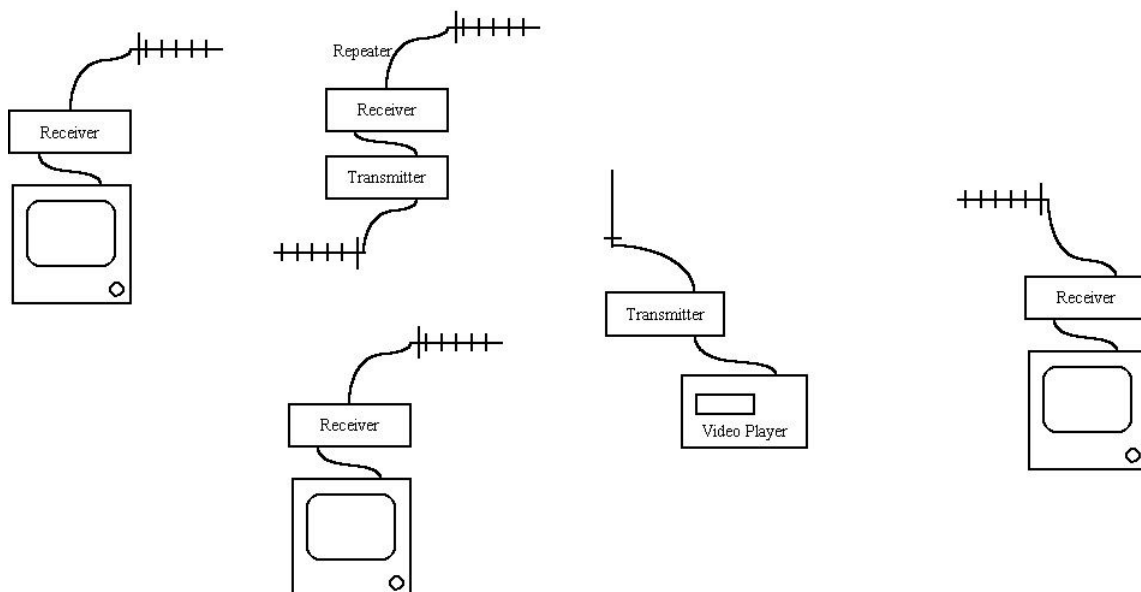 Repeater
Receiver
Receiver
Transmitter
Receiver
Transmitter
Video Player
Receiver